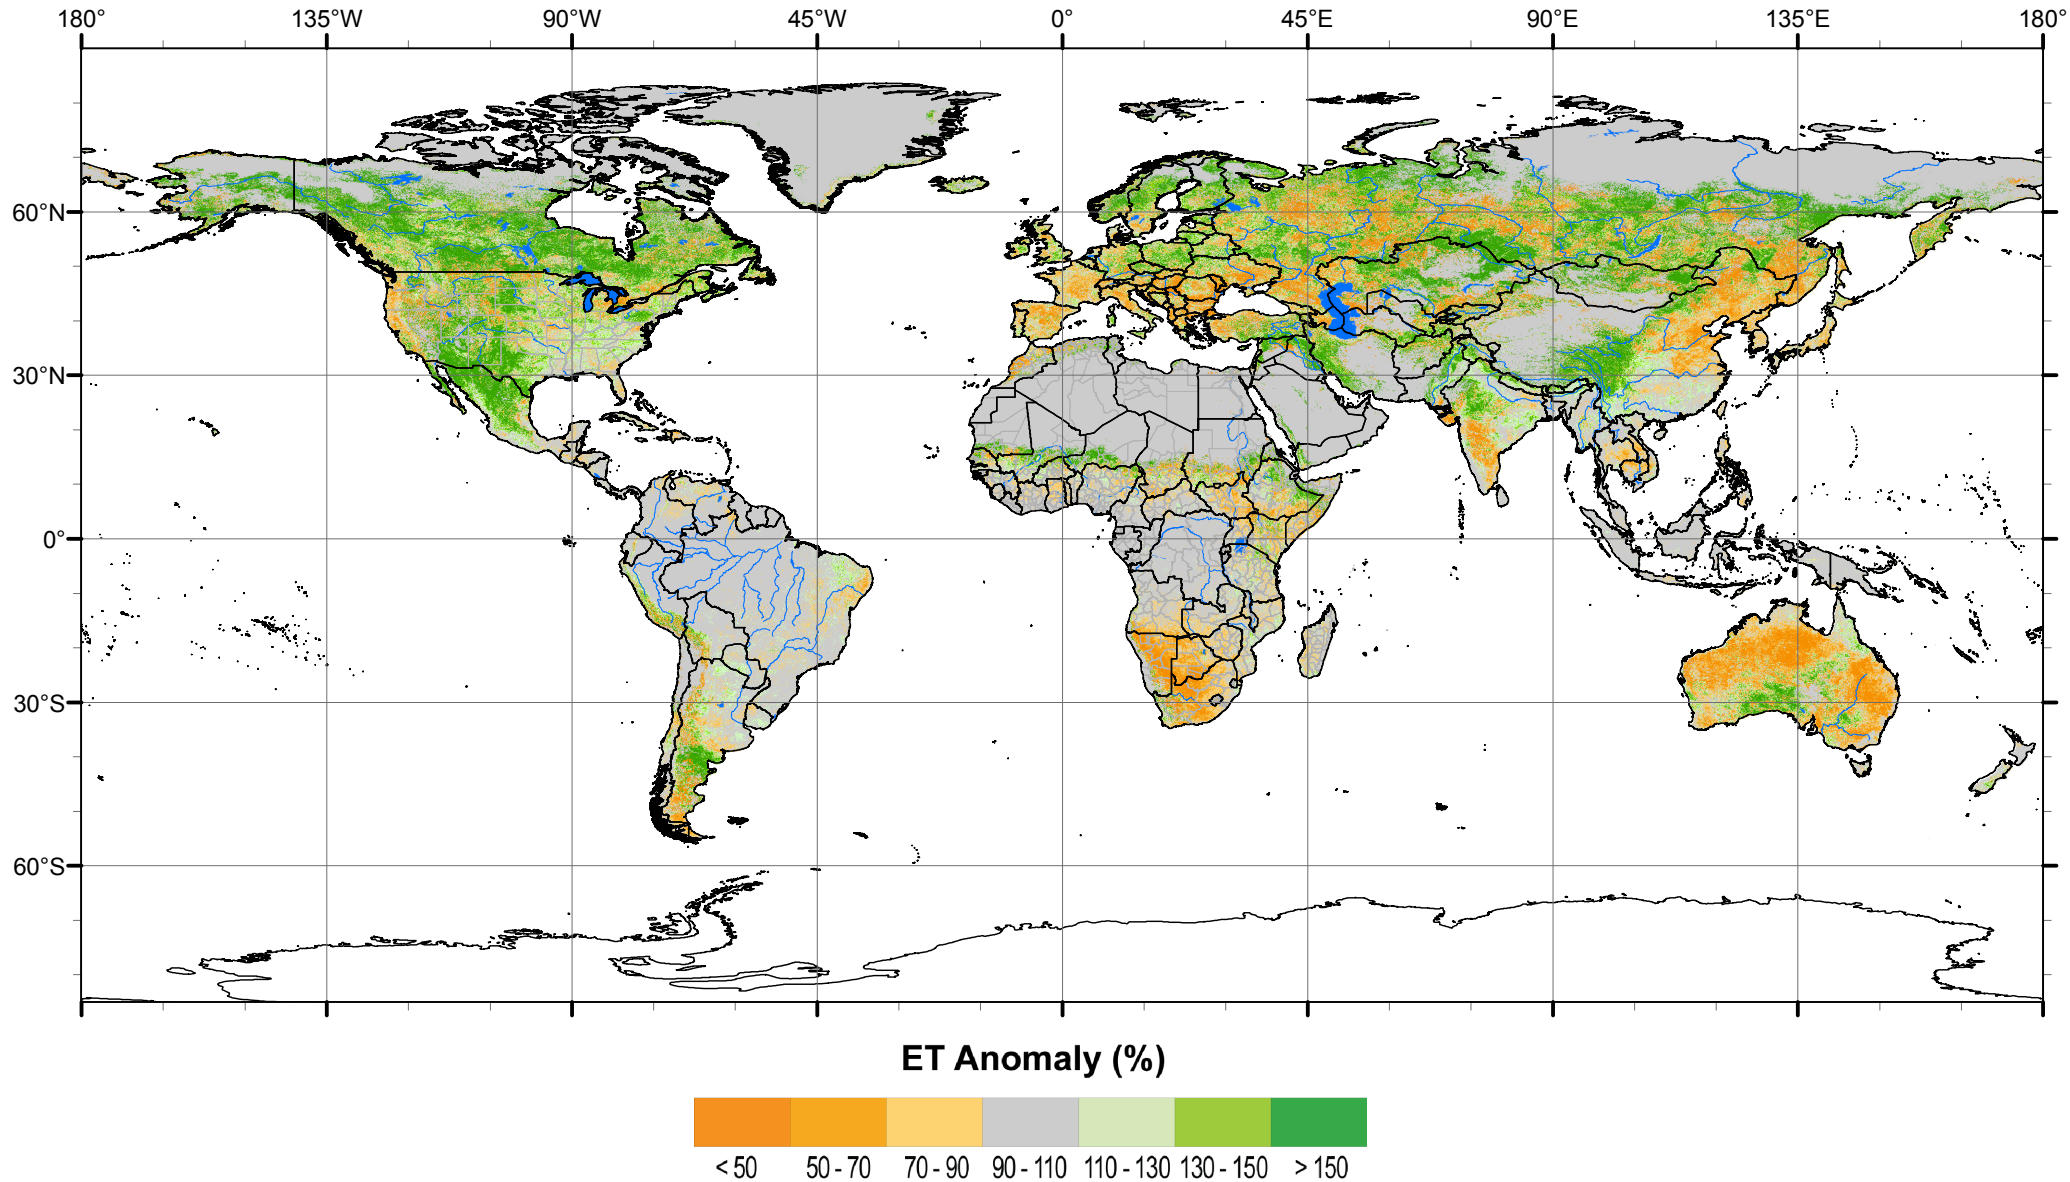 180° 135°W 90°W 45°W 0° 45°E 90°E 135°E 180°
60°N
30°N
0°
30°S
60°S
ET Anomaly (%)
< 50 50 - 70 70 - 90 90 - 110 110 - 130 130 - 150 > 150